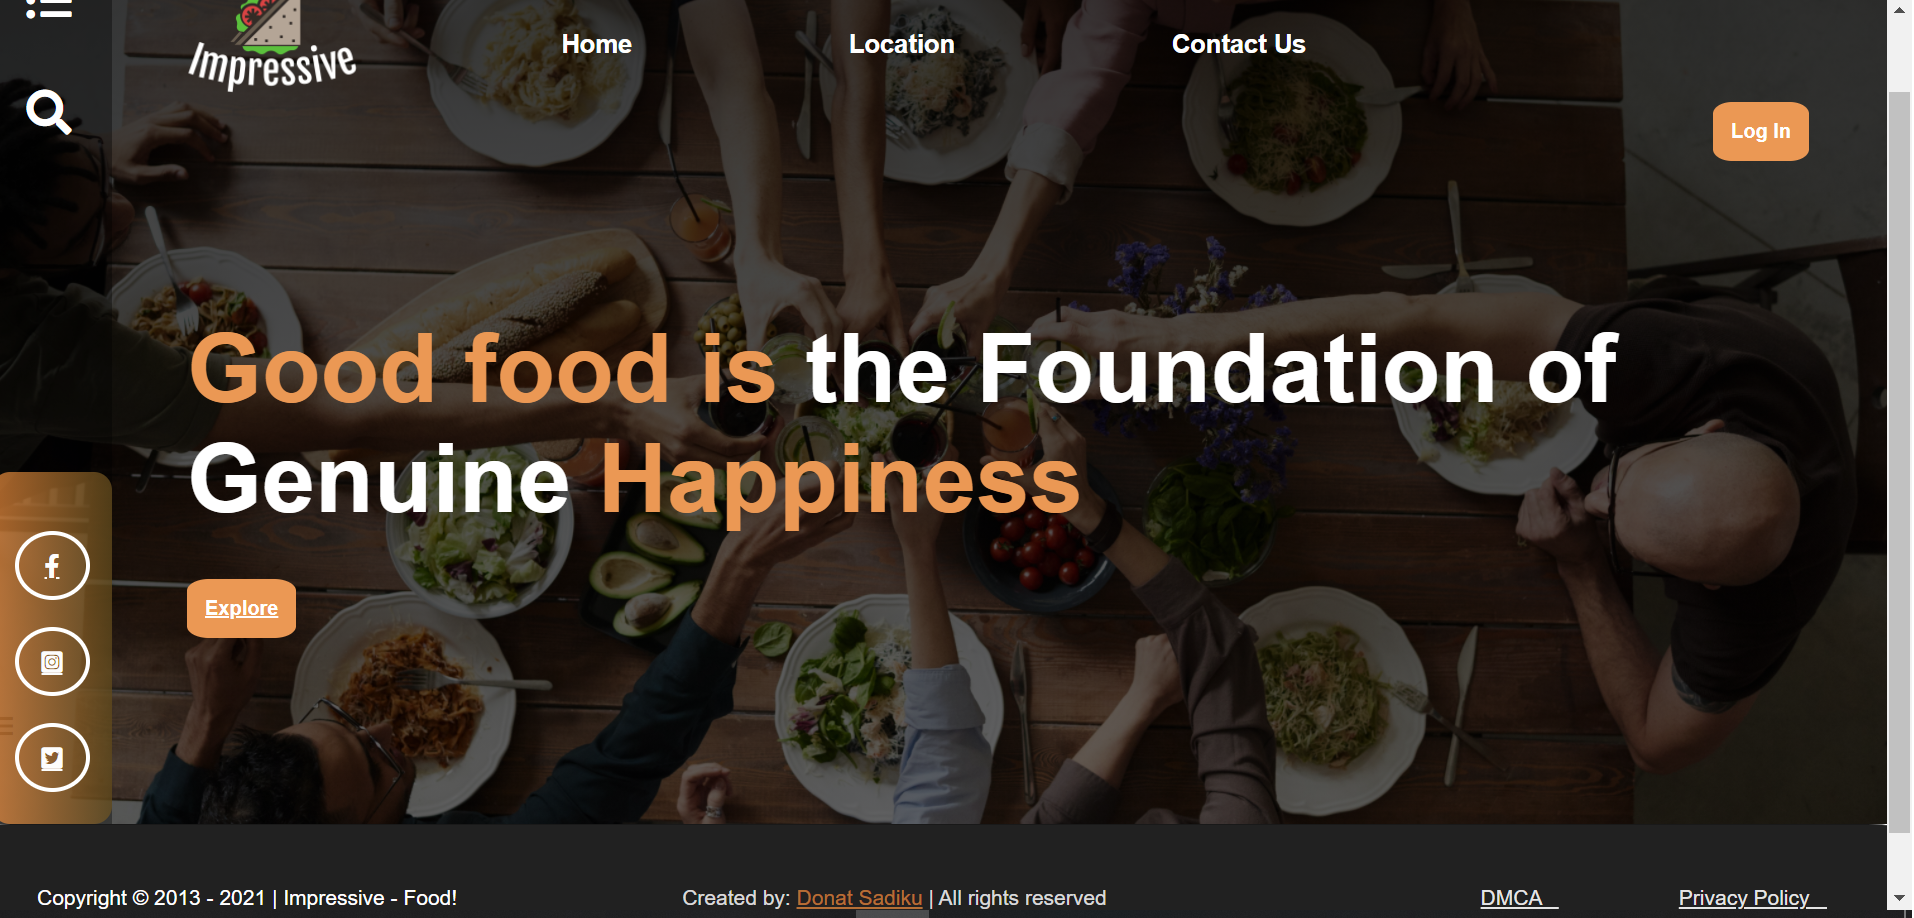 Impressive
Home
Location
Contact Us
Log In
Good food is the Foundation of
Genuine Happiness
Explore
Copyright © 2013 - 2021 | Impressive - Food!
Created by: Donat Sadiku | All rights reserved
DMCA
Privacy Policy